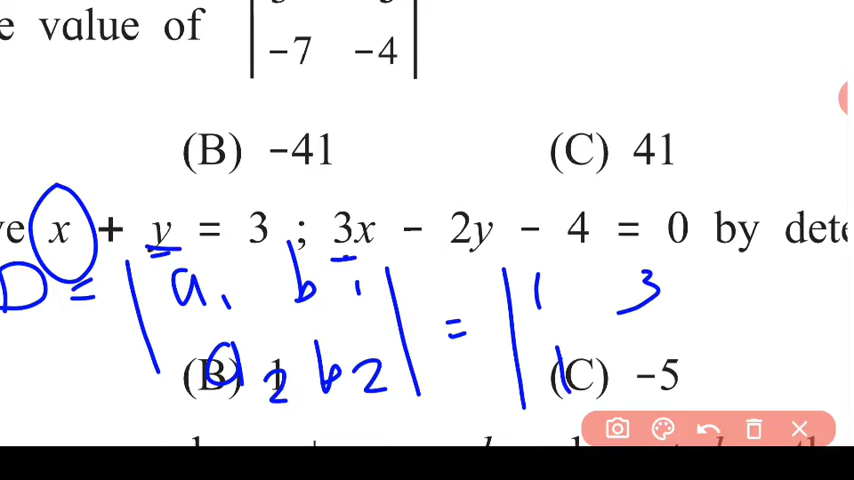 e value of
-7 -4
(B) -41 (C) 41
ve x + y = 3 ; 3x - 2y - 4 = 0 by dete
D = | a1 b1 | = | 1 3
a2 b2 | 1
(B) 1 (C) -5